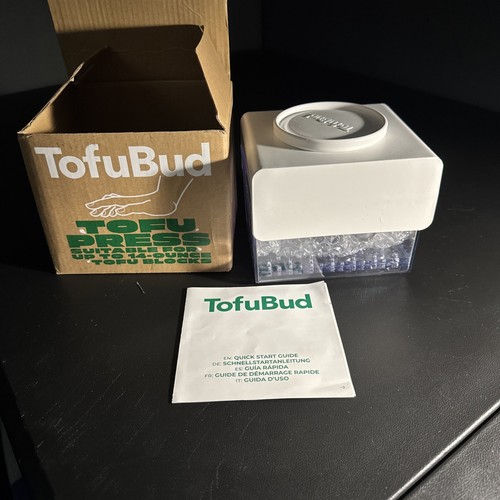 TofuBud
TOFU
PRESS
SUITABLE FOR
UP TO 14-OUNCE
TOFU BLOCKS
TofuBud
TofuBud
EN: QUICK START GUIDE
DE: SCHNELLSTARTANLEITUNG
ES: GUÍA RÁPIDA
FR: GUIDE DE DÉMARRAGE RAPIDE
IT: GUIDA D'USO